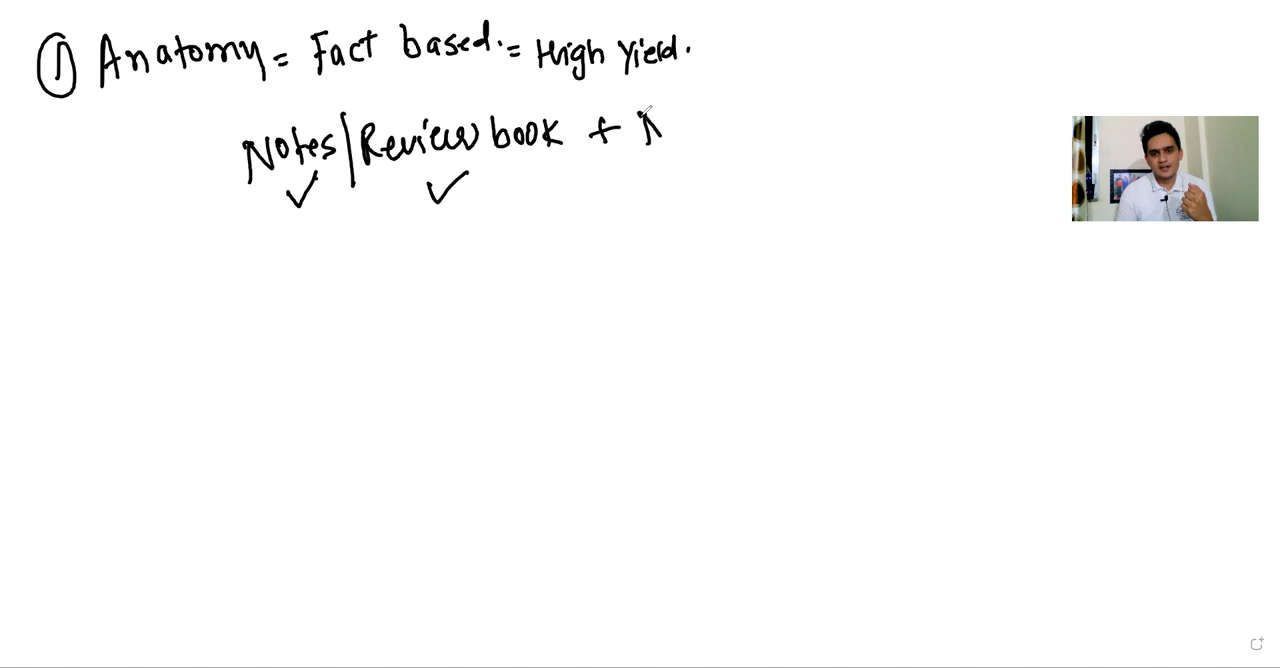 ① Anatomy = Fact based. = High Yield.
Notes/Review book +